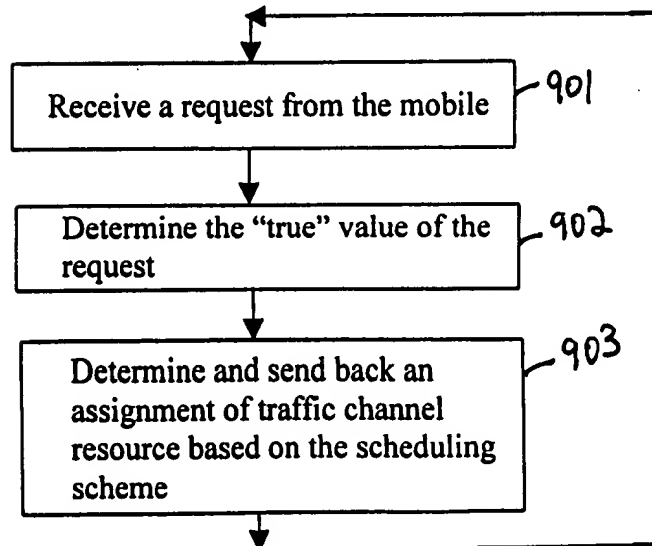 Receive a request from the mobile
901
Determine the “true” value of the
request
902
Determine and send back an
assignment of traffic channel
resource based on the scheduling
scheme
903